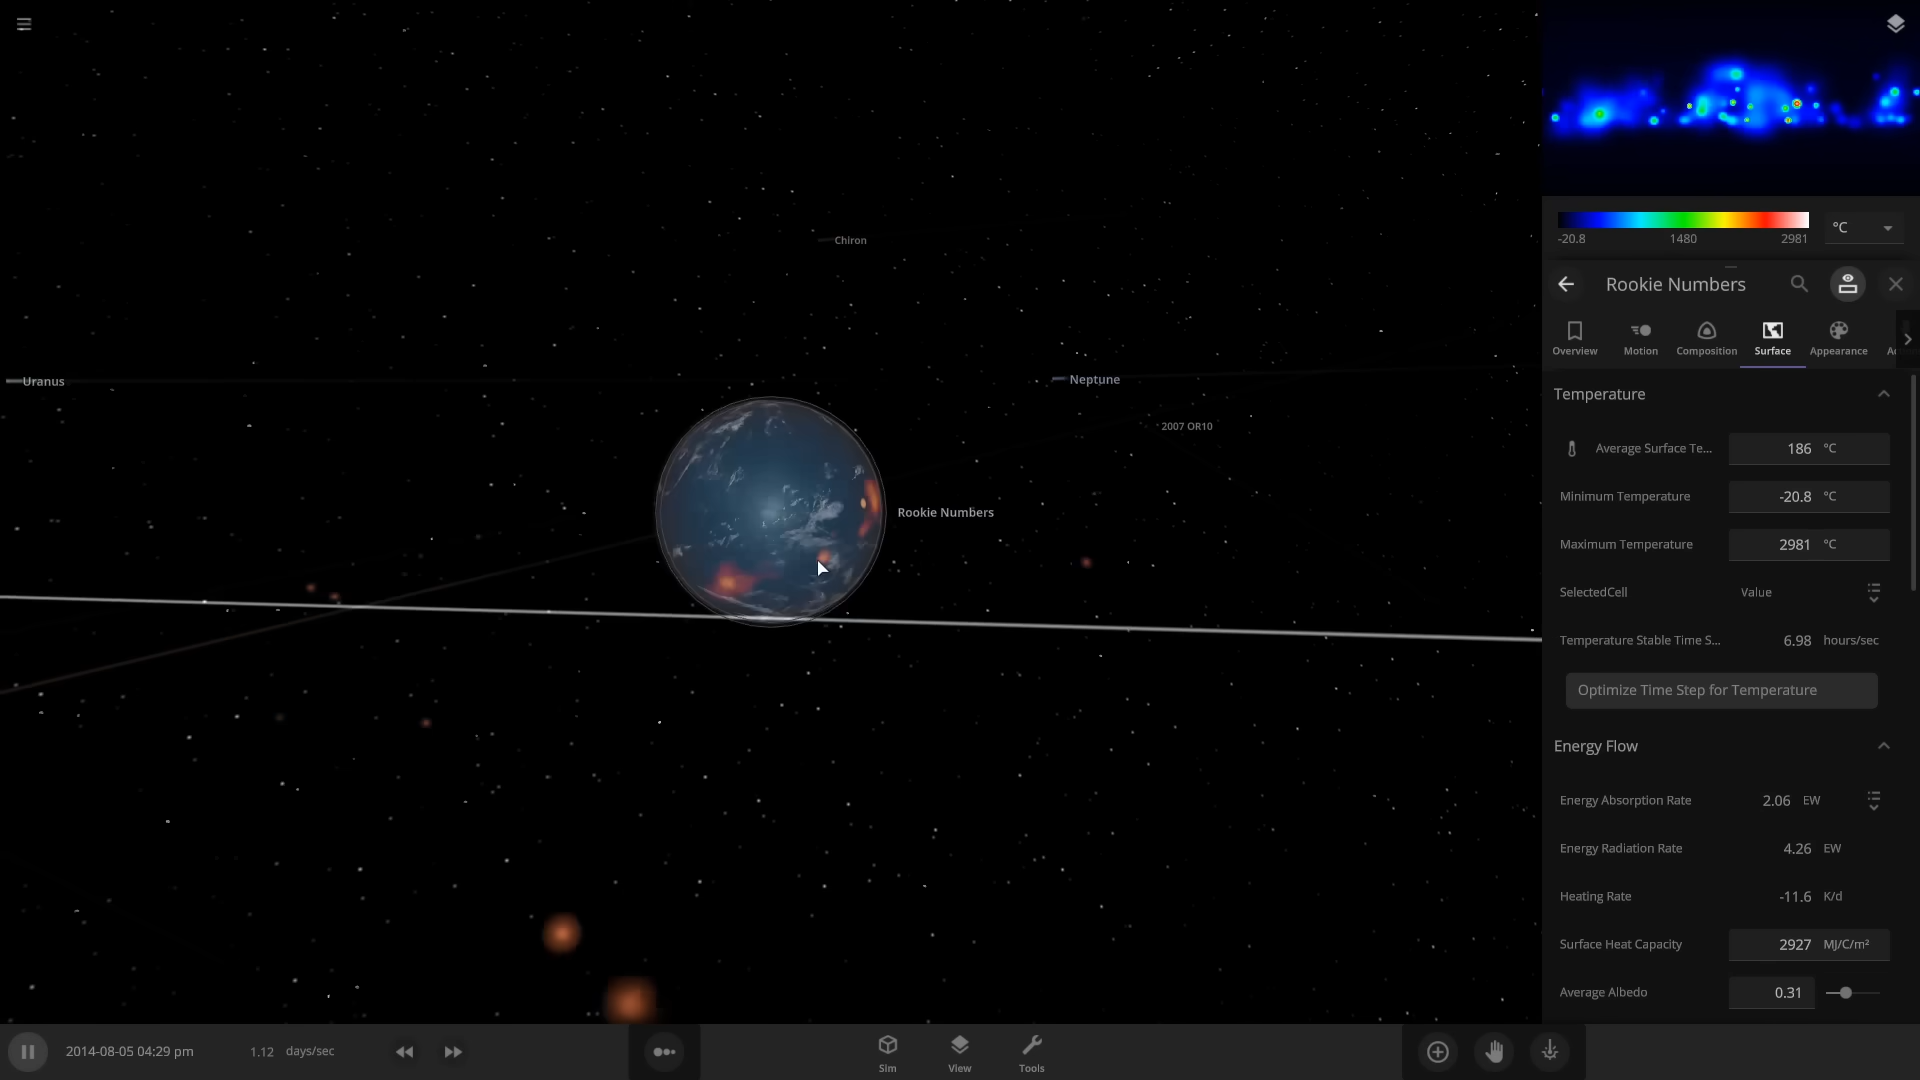 Chiron
Uranus
Neptune
2007 OR10
Rookie Numbers
-20.8 1480 2981 °C
Rookie Numbers
Overview Motion Composition Surface Appearance Ac
Temperature
Average Surface Te... 186 °C
Minimum Temperature -20.8 °C
Maximum Temperature 2981 °C
SelectedCell Value
Temperature Stable Time S... 6.98 hours/sec
Optimize Time Step for Temperature
Energy Flow
Energy Absorption Rate 2.06 EW
Energy Radiation Rate 4.26 EW
Heating Rate -11.6 K/d
Surface Heat Capacity 2927 MJ/C/m²
Average Albedo 0.31
2014-08-05 04:29 pm 1.12 days/sec
Sim View Tools